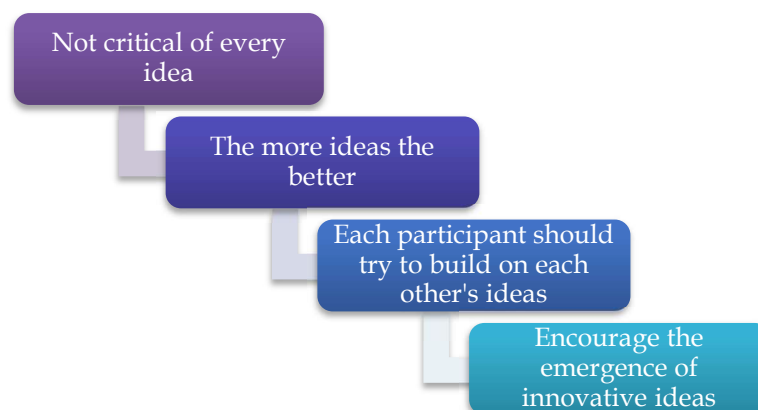 Not critical of every
idea
The more ideas the
better
Each participant should
try to build on each
other's ideas
Encourage the
emergence of
innovative ideas